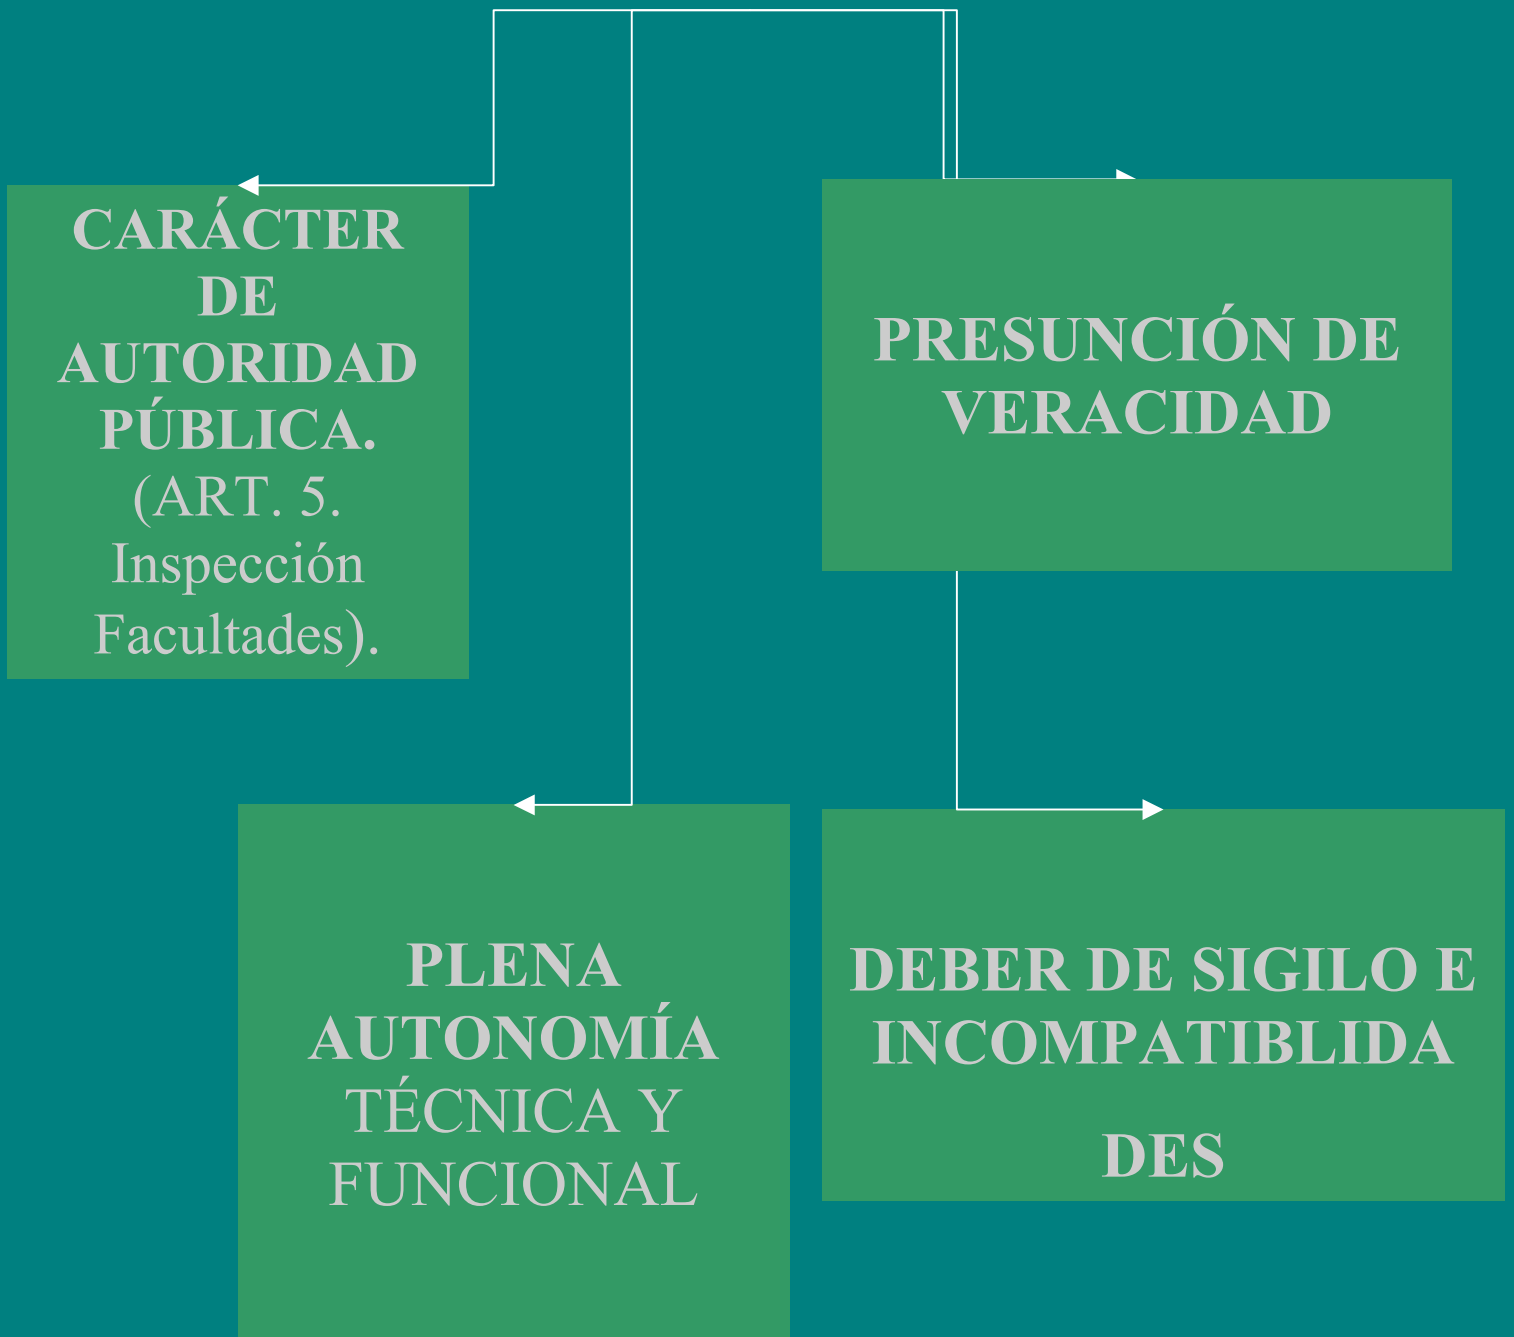 CARÁCTER
DE
AUTORIDAD
PÚBLICA.
(ART. 5.
Inspección
Facultades).
PRESUNCIÓN DE
VERACIDAD
PLENA
AUTONOMÍA
TÉCNICA Y
FUNCIONAL
DEBER DE SIGILO E
INCOMPATIBLIDA
DES